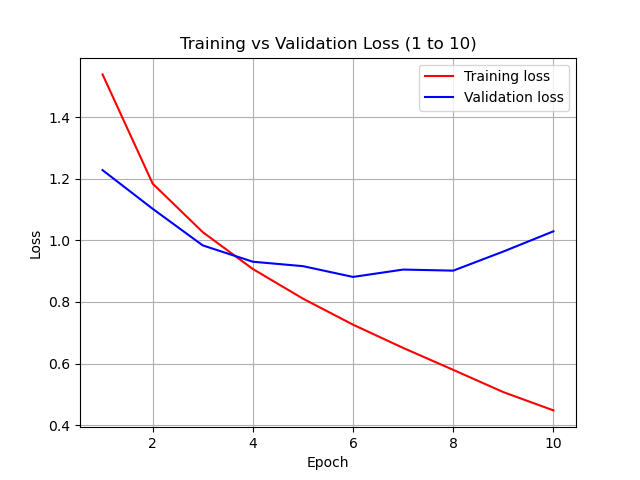 Training vs Validation Loss (1 to 10)
Training loss
Validation loss
1.4
1.2
1.0
0.8
0.6
0.4
Loss
2 4 6 8 10
Epoch